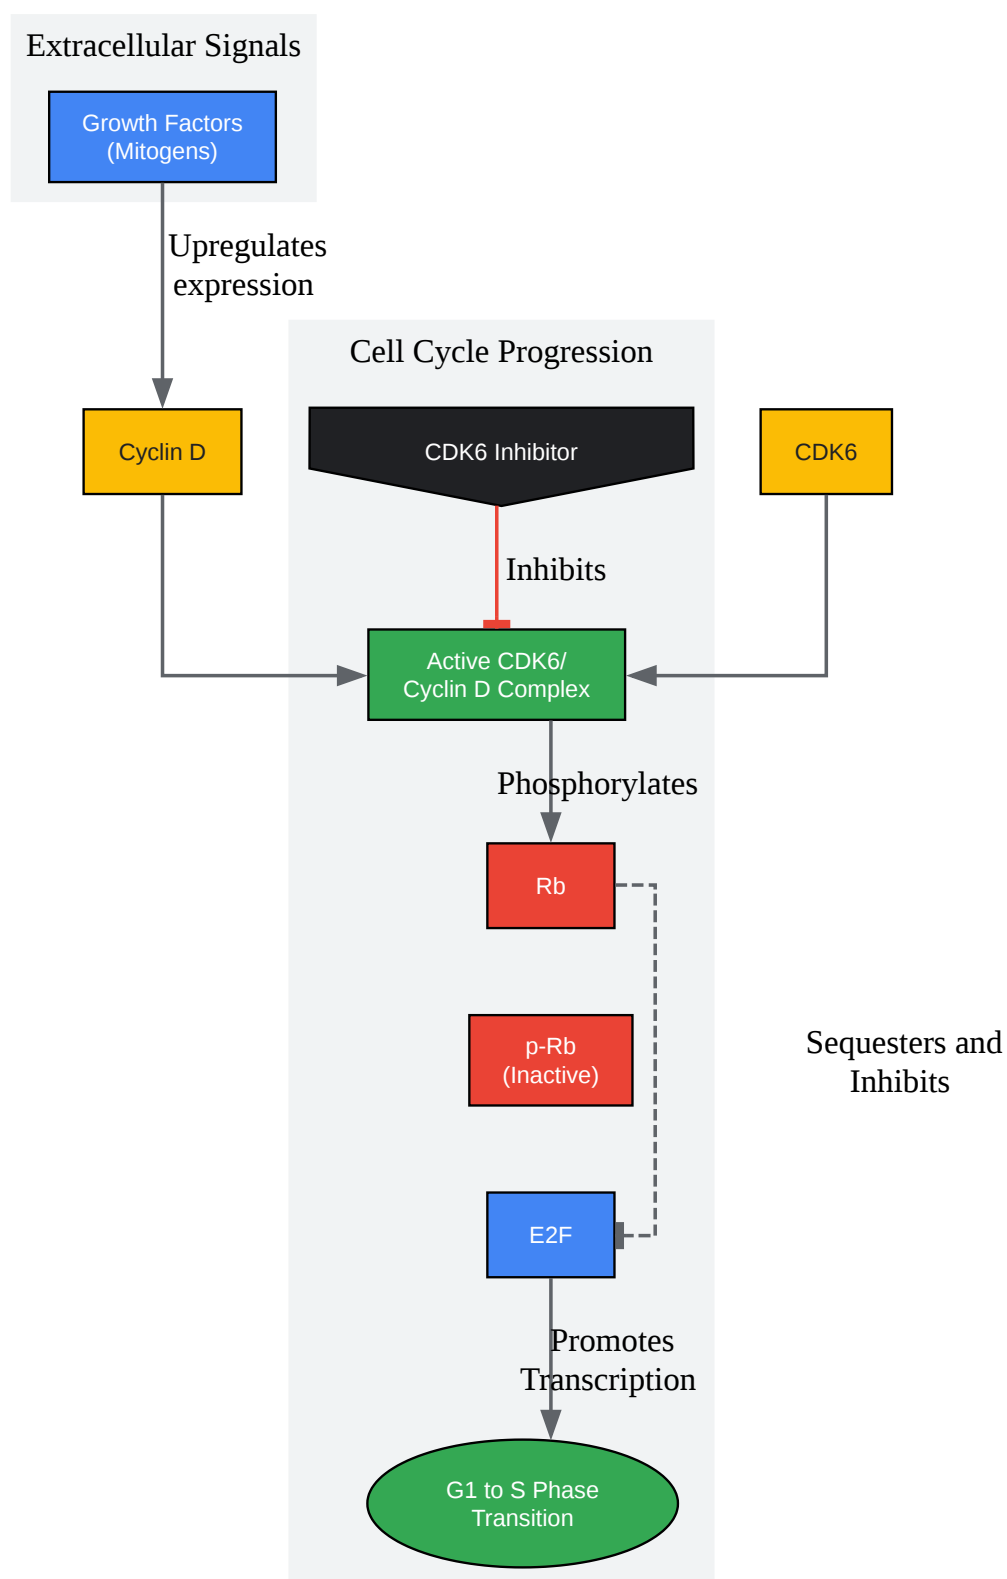 Extracellular Signals
Growth Factors
(Mitogens)
Upregulates
expression
Cell Cycle Progression
Cyclin D
CDK6 Inhibitor
CDK6
Inhibits
Active CDK6/
Cyclin D Complex
Phosphorylates
Rb
p-Rb
(Inactive)
Sequesters and
Inhibits
E2F
Promotes
Transcription
G1 to S Phase
Transition